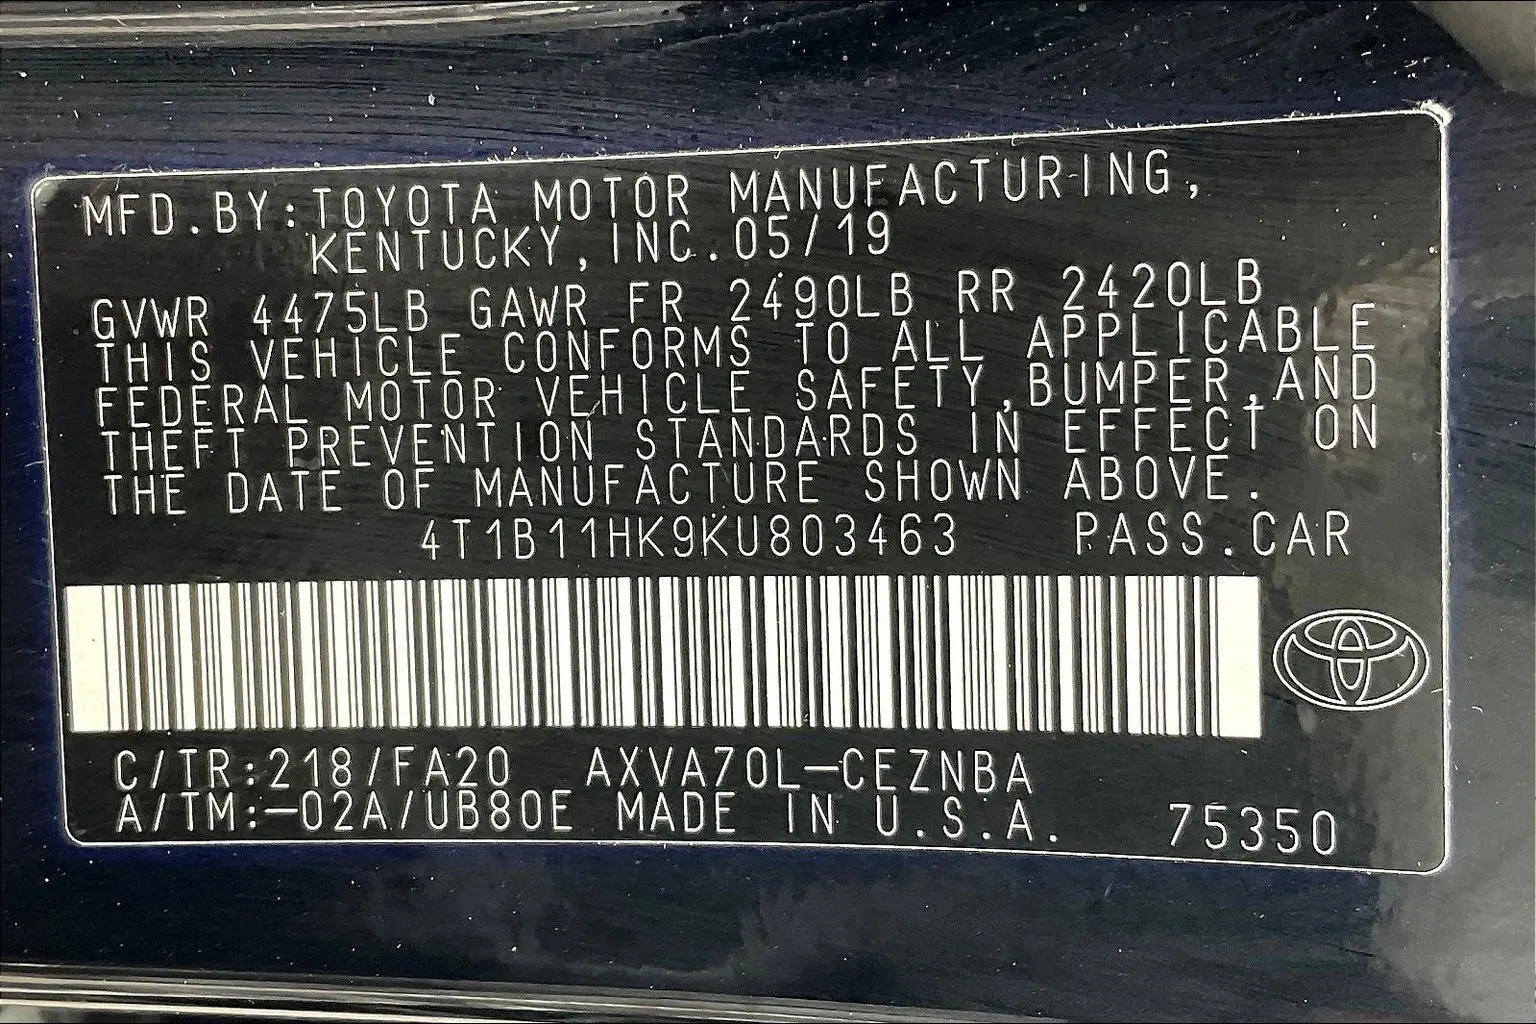 MFD.BY:TOYOTA MOTOR MANUFACTURING,
KENTUCKY,INC.05/19
GVWR 4475LB GAWR FR 2490LB RR 2420LB
THIS VEHICLE CONFORMS TO ALL APPLICABLE
FEDERAL MOTOR VEHICLE SAFETY,BUMPER,AND
THEFT PREVENTION STANDARDS IN EFFECT ON
THE DATE OF MANUFACTURE SHOWN ABOVE.
4T1B11HK9KU803463 PASS.CAR
C/TR:218/FA20 AXVA70L-CEZNBA
A/TM:-02A/UB80E MADE IN U.S.A. 75350